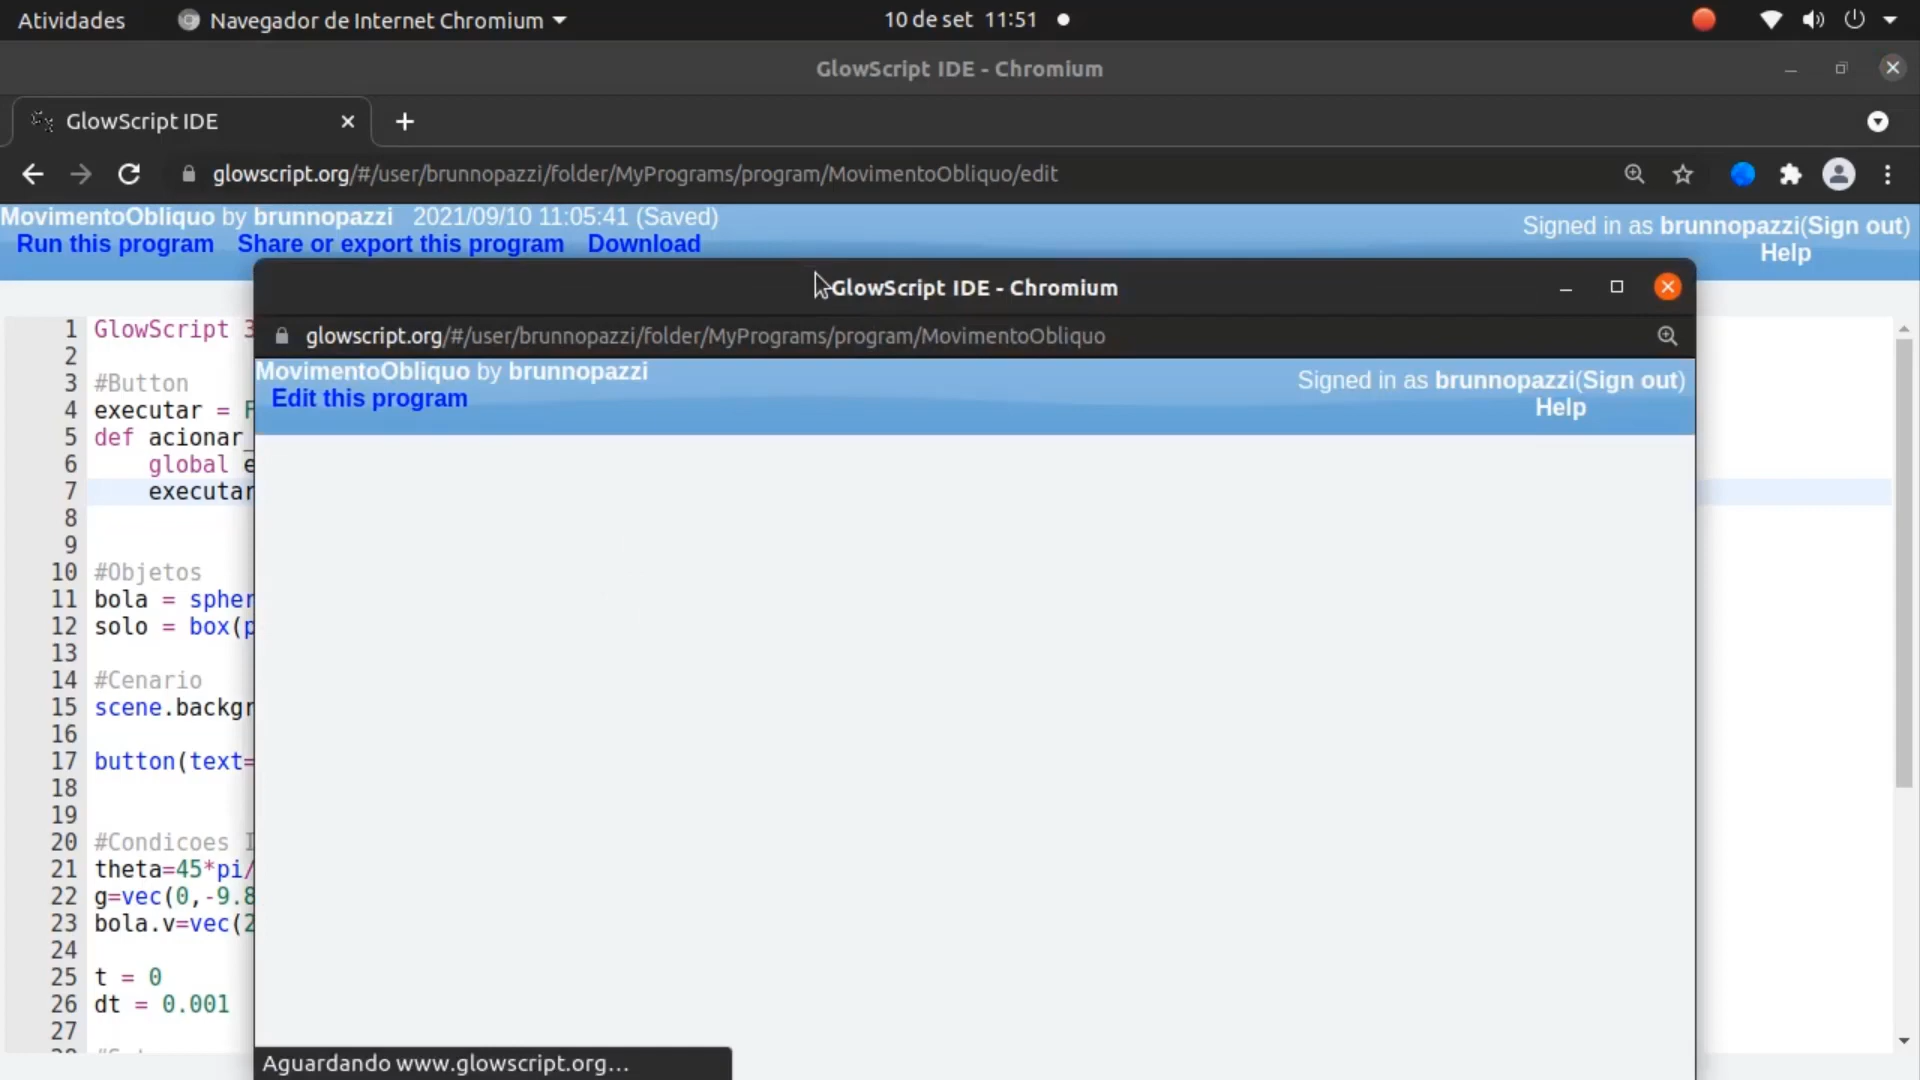 Atividades
Navegador de Internet Chromium
10 de set 11:51
GlowScript IDE - Chromium
GlowScript IDE
glowscript.org/#/user/brunnopazzi/folder/MyPrograms/program/MovimentoObliquo/edit
MovimentoObliquo by brunnopazzi 2021/09/10 11:05:41 (Saved)
Signed in as brunnopazzi(Sign out)
Run this program Share or export this program Download
Help
GlowScript IDE - Chromium
glowscript.org/#/user/brunnopazzi/folder/MyPrograms/program/MovimentoObliquo
MovimentoObliquo by brunnopazzi
Signed in as brunnopazzi(Sign out)
Edit this program
Help
1 GlowScript 3
2
3 #Button
4 executar = F
5 def acionar_
6 global e
7 executar
8
9
10 #Objetos
11 bola = spher
12 solo = box(p
13
14 #Cenario
15 scene.backgr
16
17 button(text=
18
19
20 #Condicoes I
21 theta=45*pi/
22 g=vec(0,-9.8
23 bola.v=vec(2
24
25 t = 0
26 dt = 0.001
27
Aguardando www.glowscript.org...